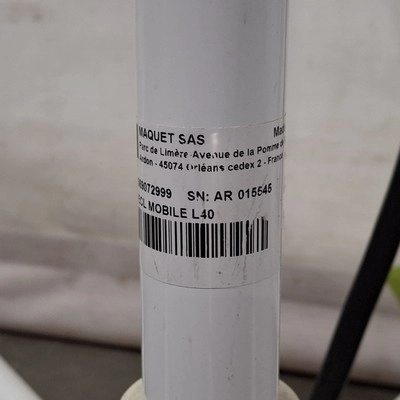 MAQUET SAS
Parc de Limère-Avenue de la Pomme de
Ardon - 45074 Orléans cedex 2 - France
SN: AR 015545
MOBILE L40